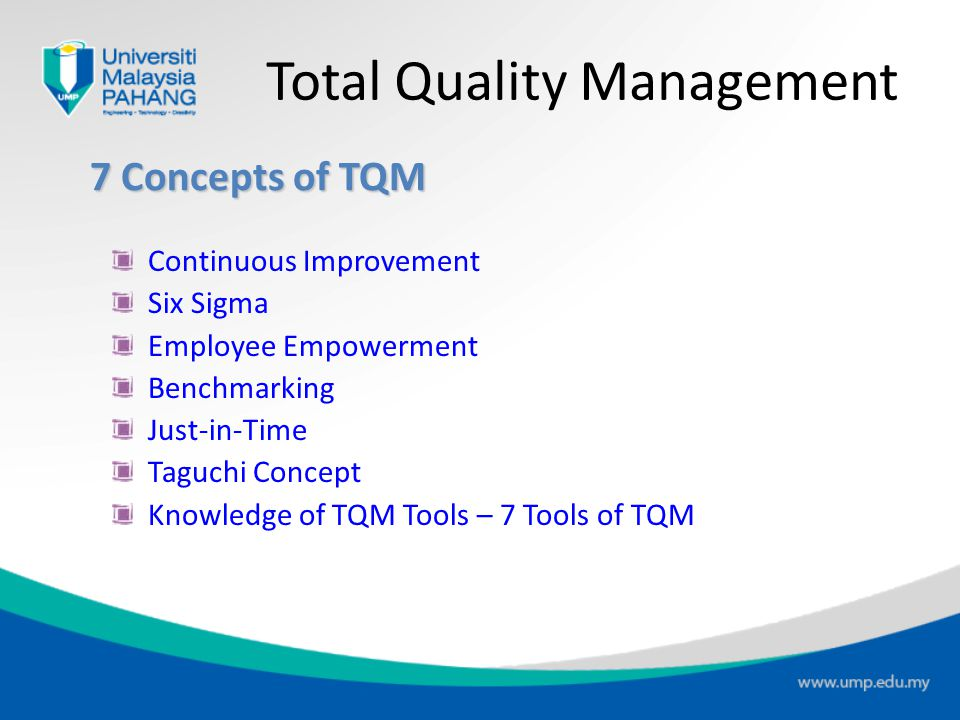 Universiti
Malaysia
PAHANG
UMP
Engineering • Technology • Creativity
Total Quality Management
7 Concepts of TQM
Continuous Improvement
Six Sigma
Employee Empowerment
Benchmarking
Just-in-Time
Taguchi Concept
Knowledge of TQM Tools – 7 Tools of TQM
www.ump.edu.my